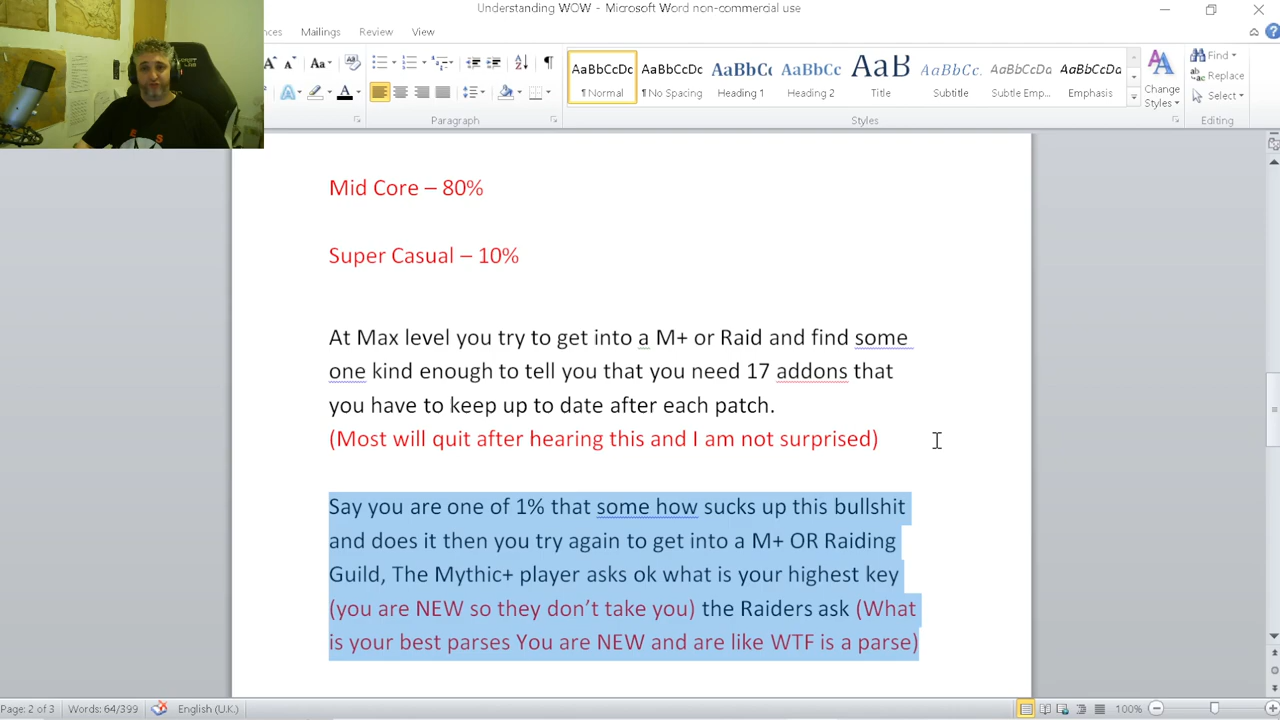 Understanding WOW - Microsoft Word non-commercial use
Mailings Review View
AaBbCcDc AaBbCcDc AaBbCc AaBbCc AaB AaBbCc. AaBbCcDc AaBbCcDc
¶ Normal ¶ No Spacing Heading 1 Heading 2 Title Subtitle Subtle Emp... Emphasis
Change Styles
Find
Replace
Select
Paragraph Styles Editing
Mid Core – 80%
Super Casual – 10%
At Max level you try to get into a M+ or Raid and find some
one kind enough to tell you that you need 17 addons that
you have to keep up to date after each patch.
(Most will quit after hearing this and I am not surprised)
Say you are one of 1% that some how sucks up this bullshit
and does it then you try again to get into a M+ OR Raiding
Guild, The Mythic+ player asks ok what is your highest key
(you are NEW so they don’t take you) the Raiders ask (What
is your best parses You are NEW and are like WTF is a parse)
Page: 2 of 3 Words: 64/399 English (U.K.) 100%